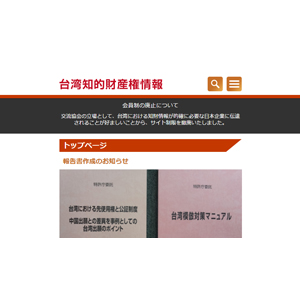 台湾知的財産権情報
会員制の廃止について
交流協会の立場として、台湾における知財情報が的確に必要な日本企業に伝達
されることが好ましいことから、サイト制限を撤廃いたしました。
トップページ
報告書作成のお知らせ
特許庁委託
台湾における先使用権と公証制度
中国出願との差異を事例としての
台湾出願のポイント
特許庁委託
台湾模倣対策マニュアル